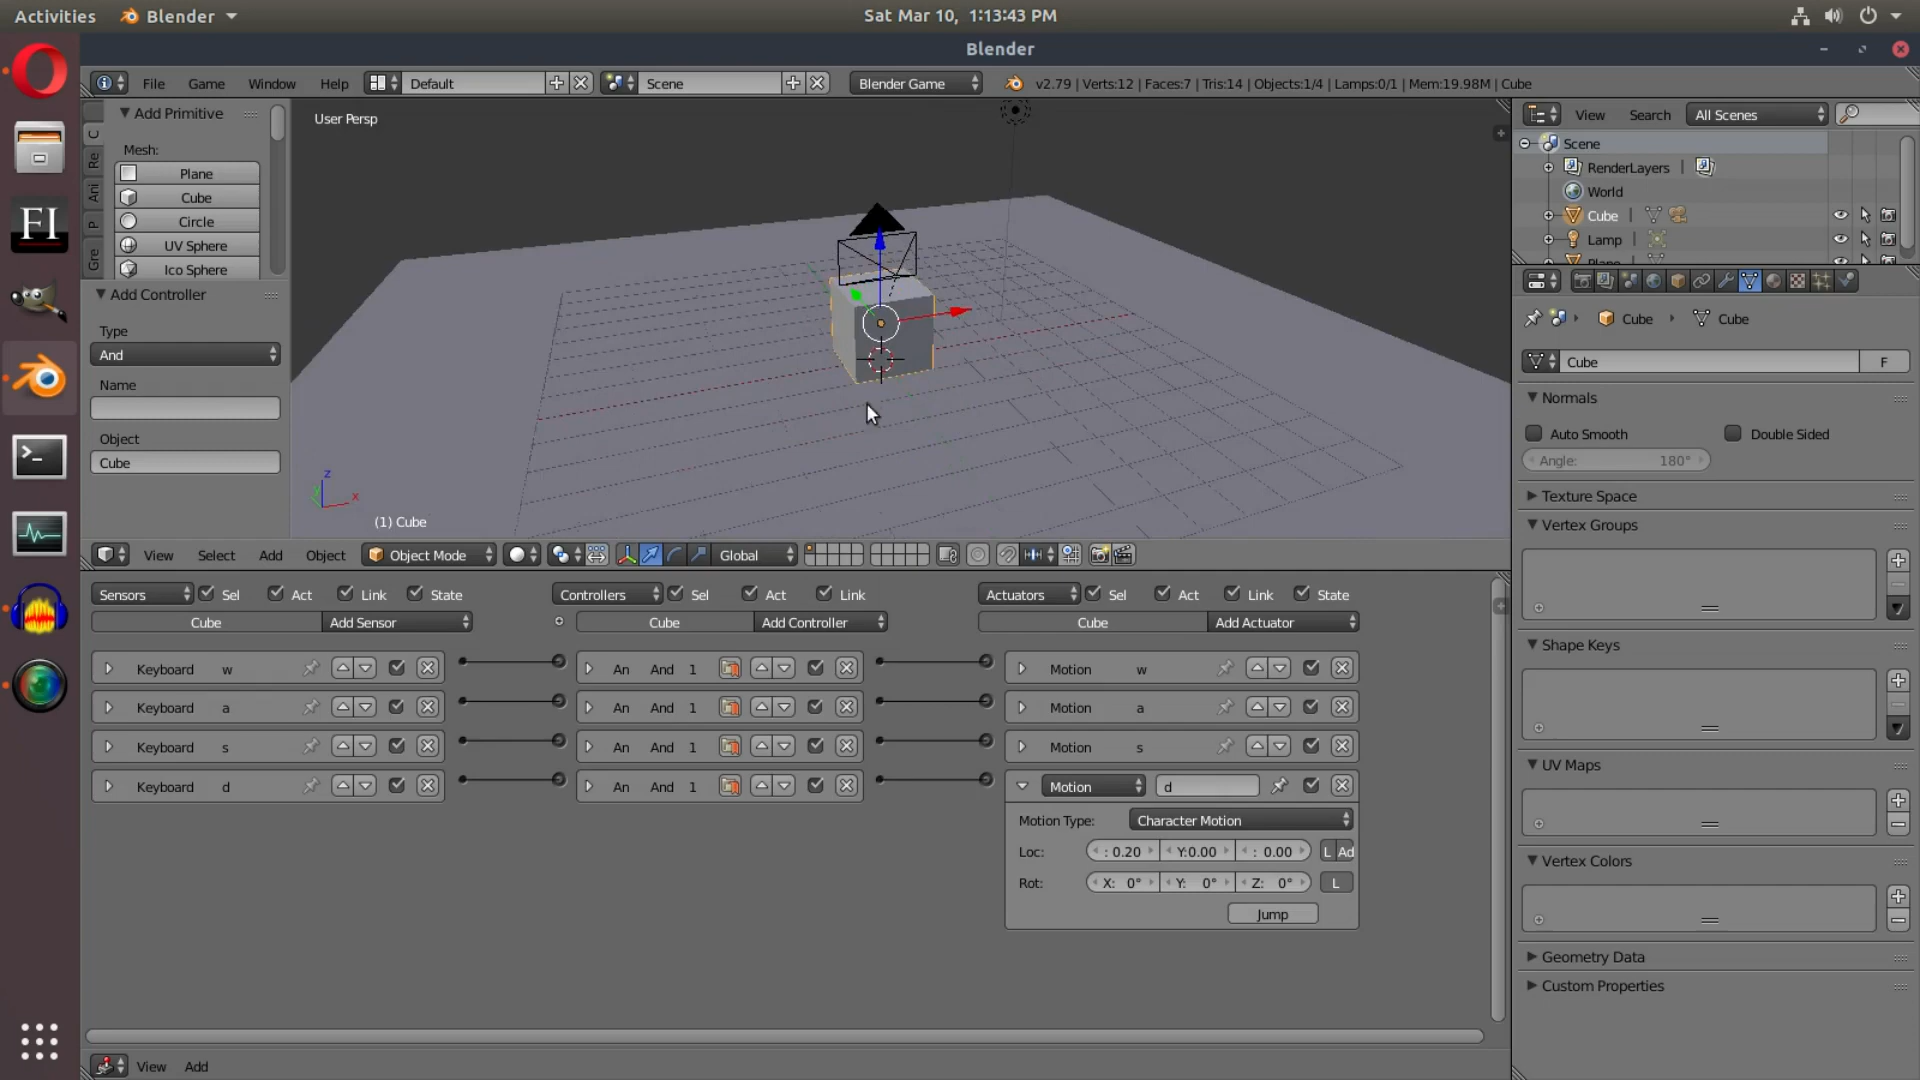 Activities Blender Sat Mar 10, 1:13:43 PM
Blender
File Game Window Help Default Scene Blender Game v2.79 | Verts:12 | Faces:7 | Tris:14 | Objects:1/4 | Lamps:0/1 | Mem:19.98M | Cube
Add Primitive
Mesh:
Plane
Cube
Circle
UV Sphere
Ico Sphere
C
Re
Ani
P
Gre
Add Controller
Type
And
Name
Object
Cube
FI
User Persp
z
x
(1) Cube
View Select Add Object Object Mode Global
View Search All Scenes
Scene
RenderLayers
World
Cube
Lamp
Cube Cube
Cube F
Normals
Auto Smooth Double Sided
Angle: 180°
Texture Space
Vertex Groups
Shape Keys
UV Maps
Vertex Colors
Geometry Data
Custom Properties
Sensors Sel Act Link State Controllers Sel Act Link Actuators Sel Act Link State
Cube Add Sensor Cube Add Controller Cube Add Actuator
Keyboard w An And 1 Motion w
Keyboard a An And 1 Motion a
Keyboard s An And 1 Motion s
Keyboard d An And 1 Motion d
Motion Type: Character Motion
Loc: : 0.20 Y:0.00 : 0.00 L Ad
Rot: X: 0° Y: 0° Z: 0° L
Jump
View Add